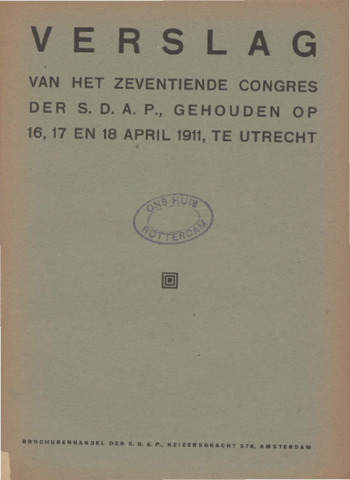 VERSLAG
VAN HET ZEVENTIENDE CONGRES
DER S. D. A. P., GEHOUDEN OP
16, 17 EN 18 APRIL 1911, TE UTRECHT
ONS HUIS
ROTTERDAM
BROCHURENHANDEL DER S. D. A. P., KEIZERSGRACHT 378, AMSTERDAM